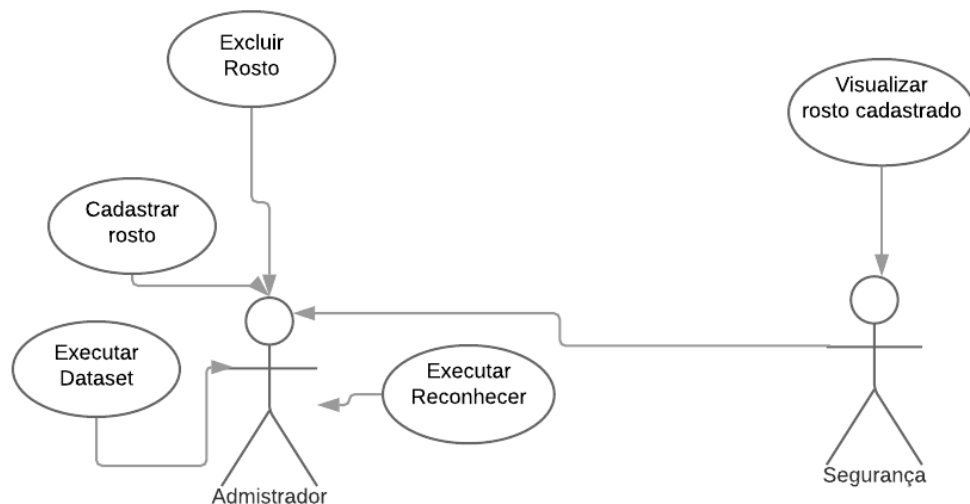 Excluir
Rosto
Visualizar
rosto cadastrado
Cadastrar
rosto
Executar
Dataset
Executar
Reconhecer
Admistrador
Segurança